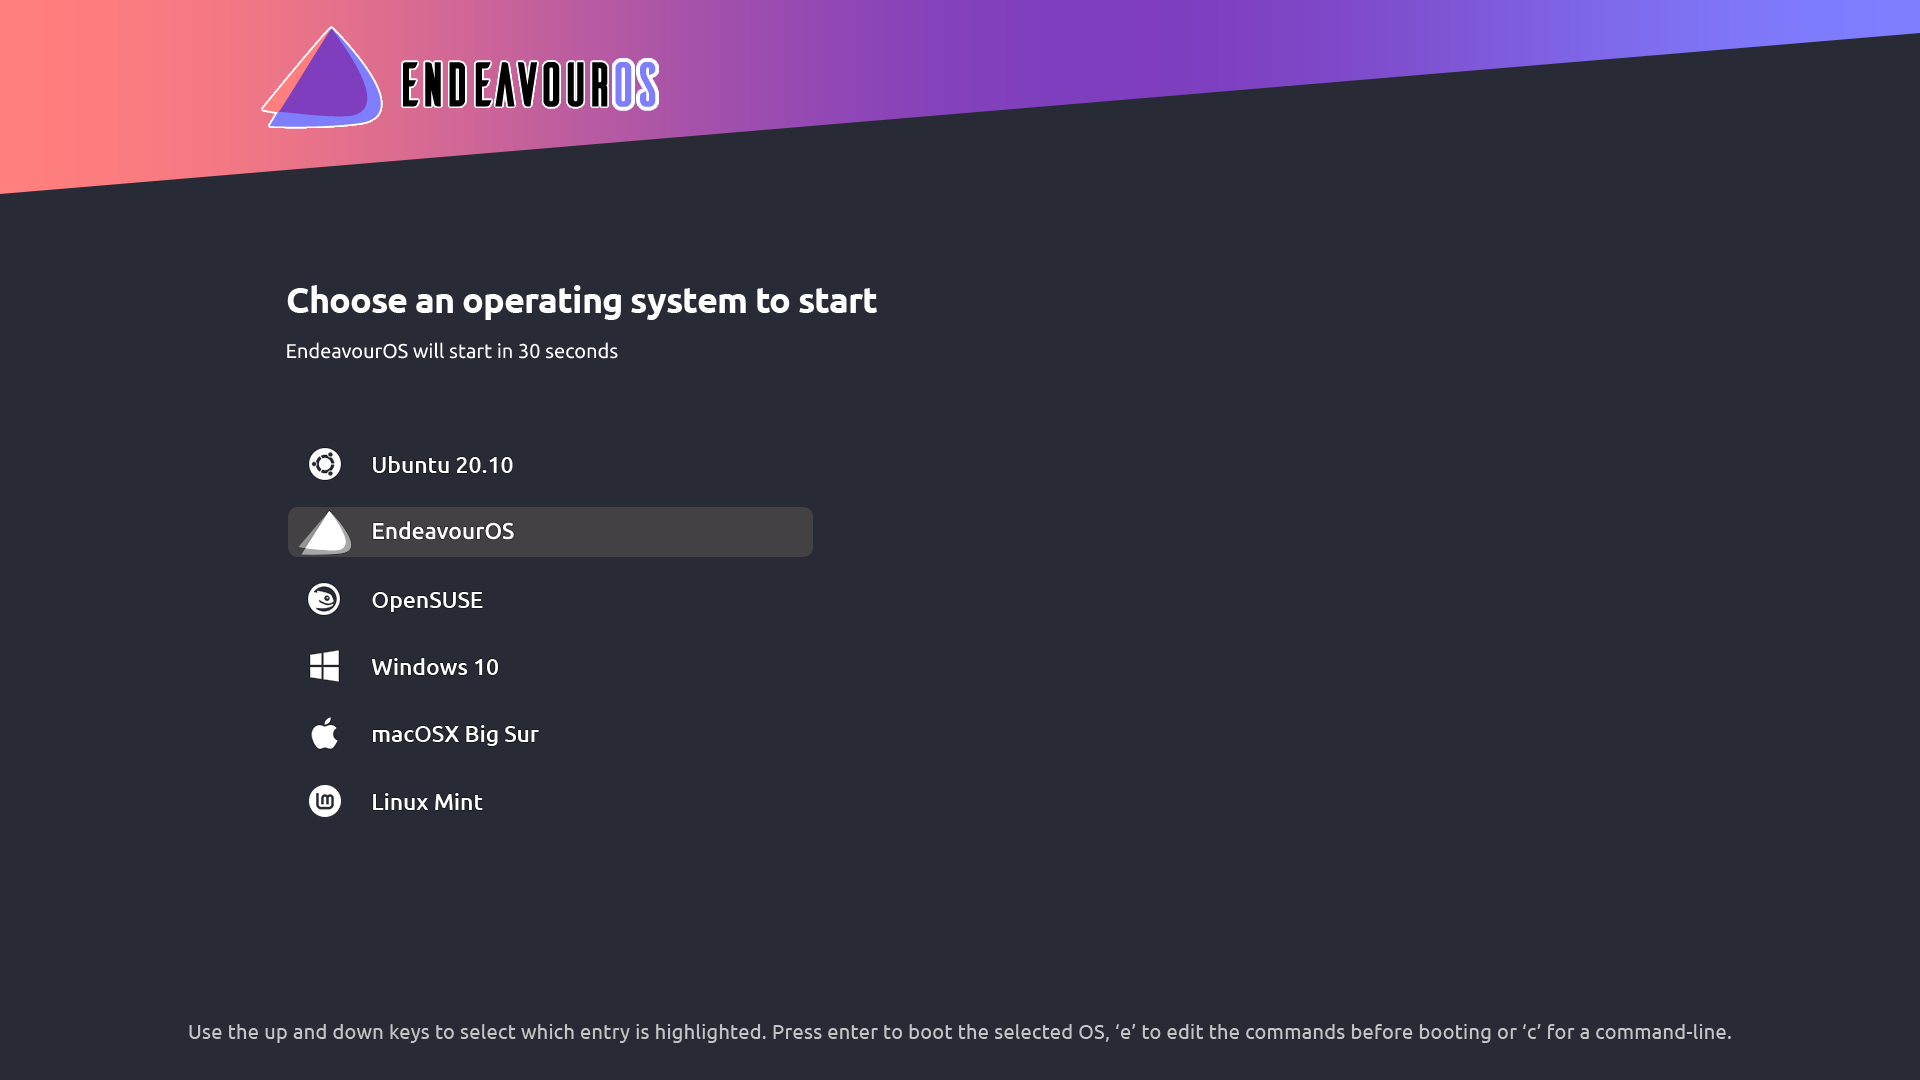 ENDEAVOUROS
Choose an operating system to start
EndeavourOS will start in 30 seconds
Ubuntu 20.10
EndeavourOS
OpenSUSE
Windows 10
macOSX Big Sur
Linux Mint
Use the up and down keys to select which entry is highlighted. Press enter to boot the selected OS, ‘e’ to edit the commands before booting or ‘c’ for a command-line.